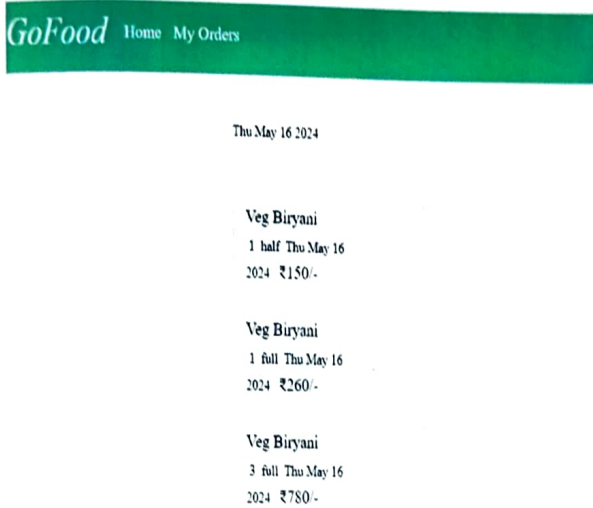 GoFood Home My Orders
Thu May 16 2024
Veg Biryani
1 half Thu May 16
2024 ₹150/-
Veg Biryani
1 full Thu May 16
2024 ₹260/-
Veg Biryani
3 full Thu May 16
2024 ₹780/-